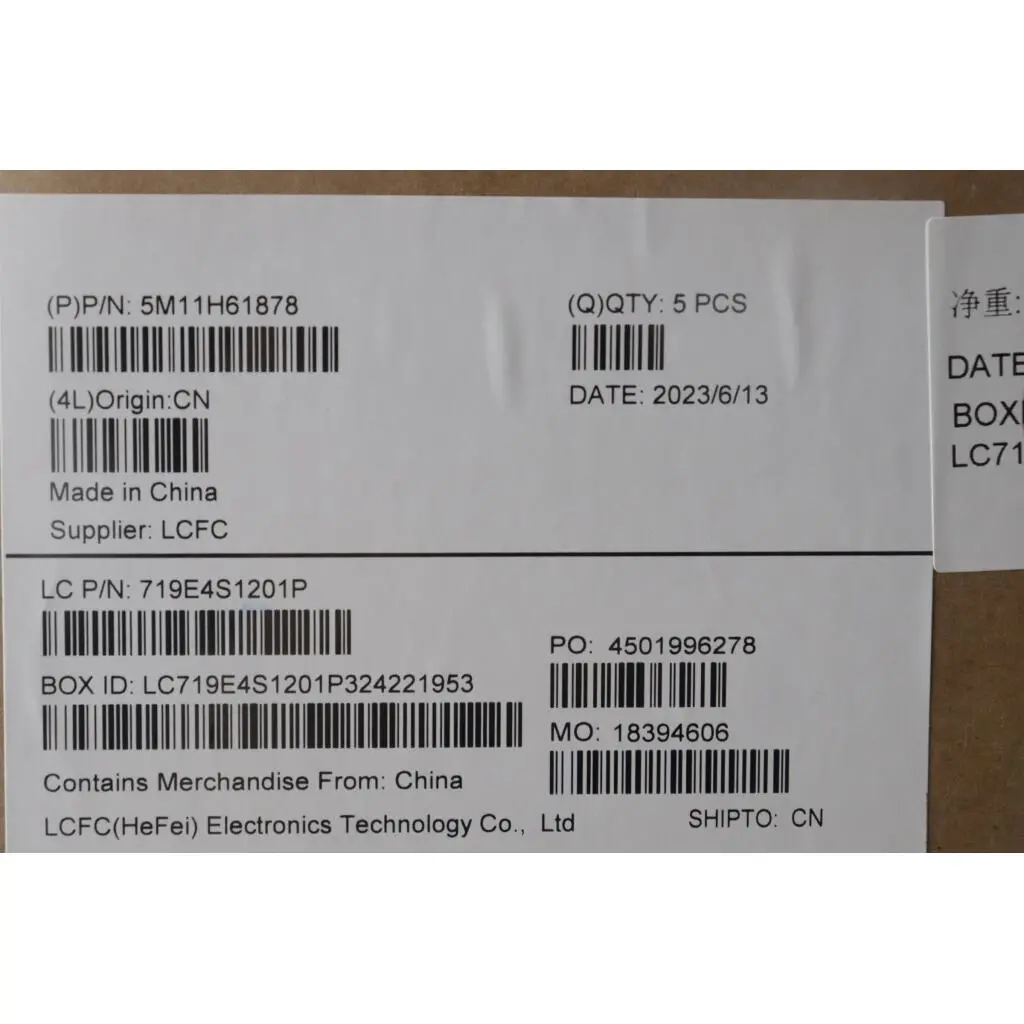 (P)P/N: 5M11H61878
(Q)QTY: 5 PCS
(4L)Origin:CN
DATE: 2023/6/13
Made in China
Supplier: LCFC
LC P/N: 719E4S1201P
PO: 4501996278
BOX ID: LC719E4S1201P324221953
MO: 18394606
Contains Merchandise From: China
LCFC(HeFei) Electronics Technology Co., Ltd
SHIPTO: CN
净重:
DATE
BOX
LC71